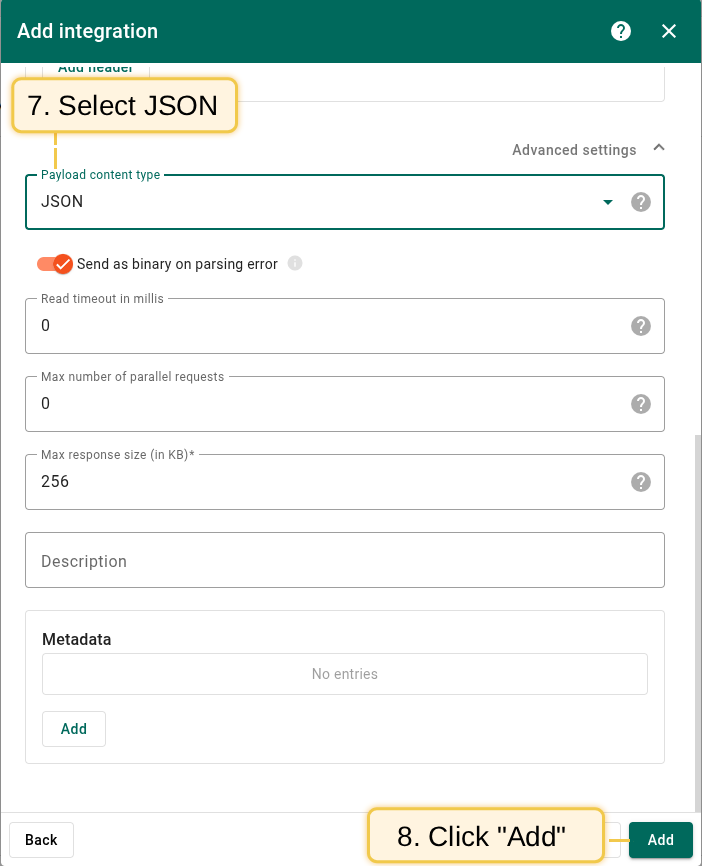 Add integration
Add header
7. Select JSON
Advanced settings
Payload content type
JSON
Send as binary on parsing error
Read timeout in millis
0
Max number of parallel requests
0
Max response size (in KB)*
256
Description
Metadata
No entries
Add
Back
8. Click "Add"
Add